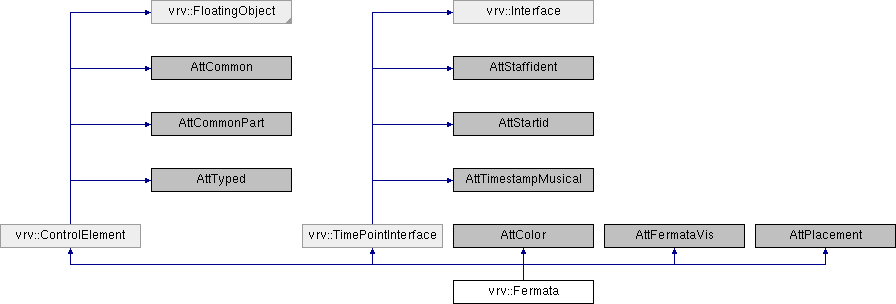 vrv::FloatingObject
vrv::Interface
AttCommon
AttStaffident
AttCommonPart
AttStartid
AttTyped
AttTimestampMusical
vrv::ControlElement
vrv::TimePointInterface
AttColor
AttFermataVis
AttPlacement
vrv::Fermata